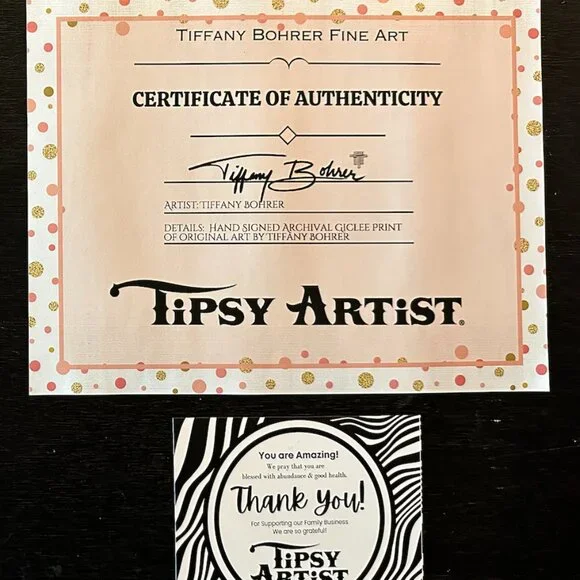 TIFFANY BOHRER FINE ART
CERTIFICATE OF AUTHENTICITY
Tiffany Bohrer
ARTIST: TIFFANY BOHRER
DETAILS: HAND SIGNED ARCHIVAL GICLEE PRINT
OF ORIGINAL ART BY TIFFANY BOHRER
TiPSY ARTiST®
You are Amazing!
We pray that you are
blessed with abundance & good health.
Thank You!
For Supporting our Family Business
We are so grateful!
TiPSY
ARTiST